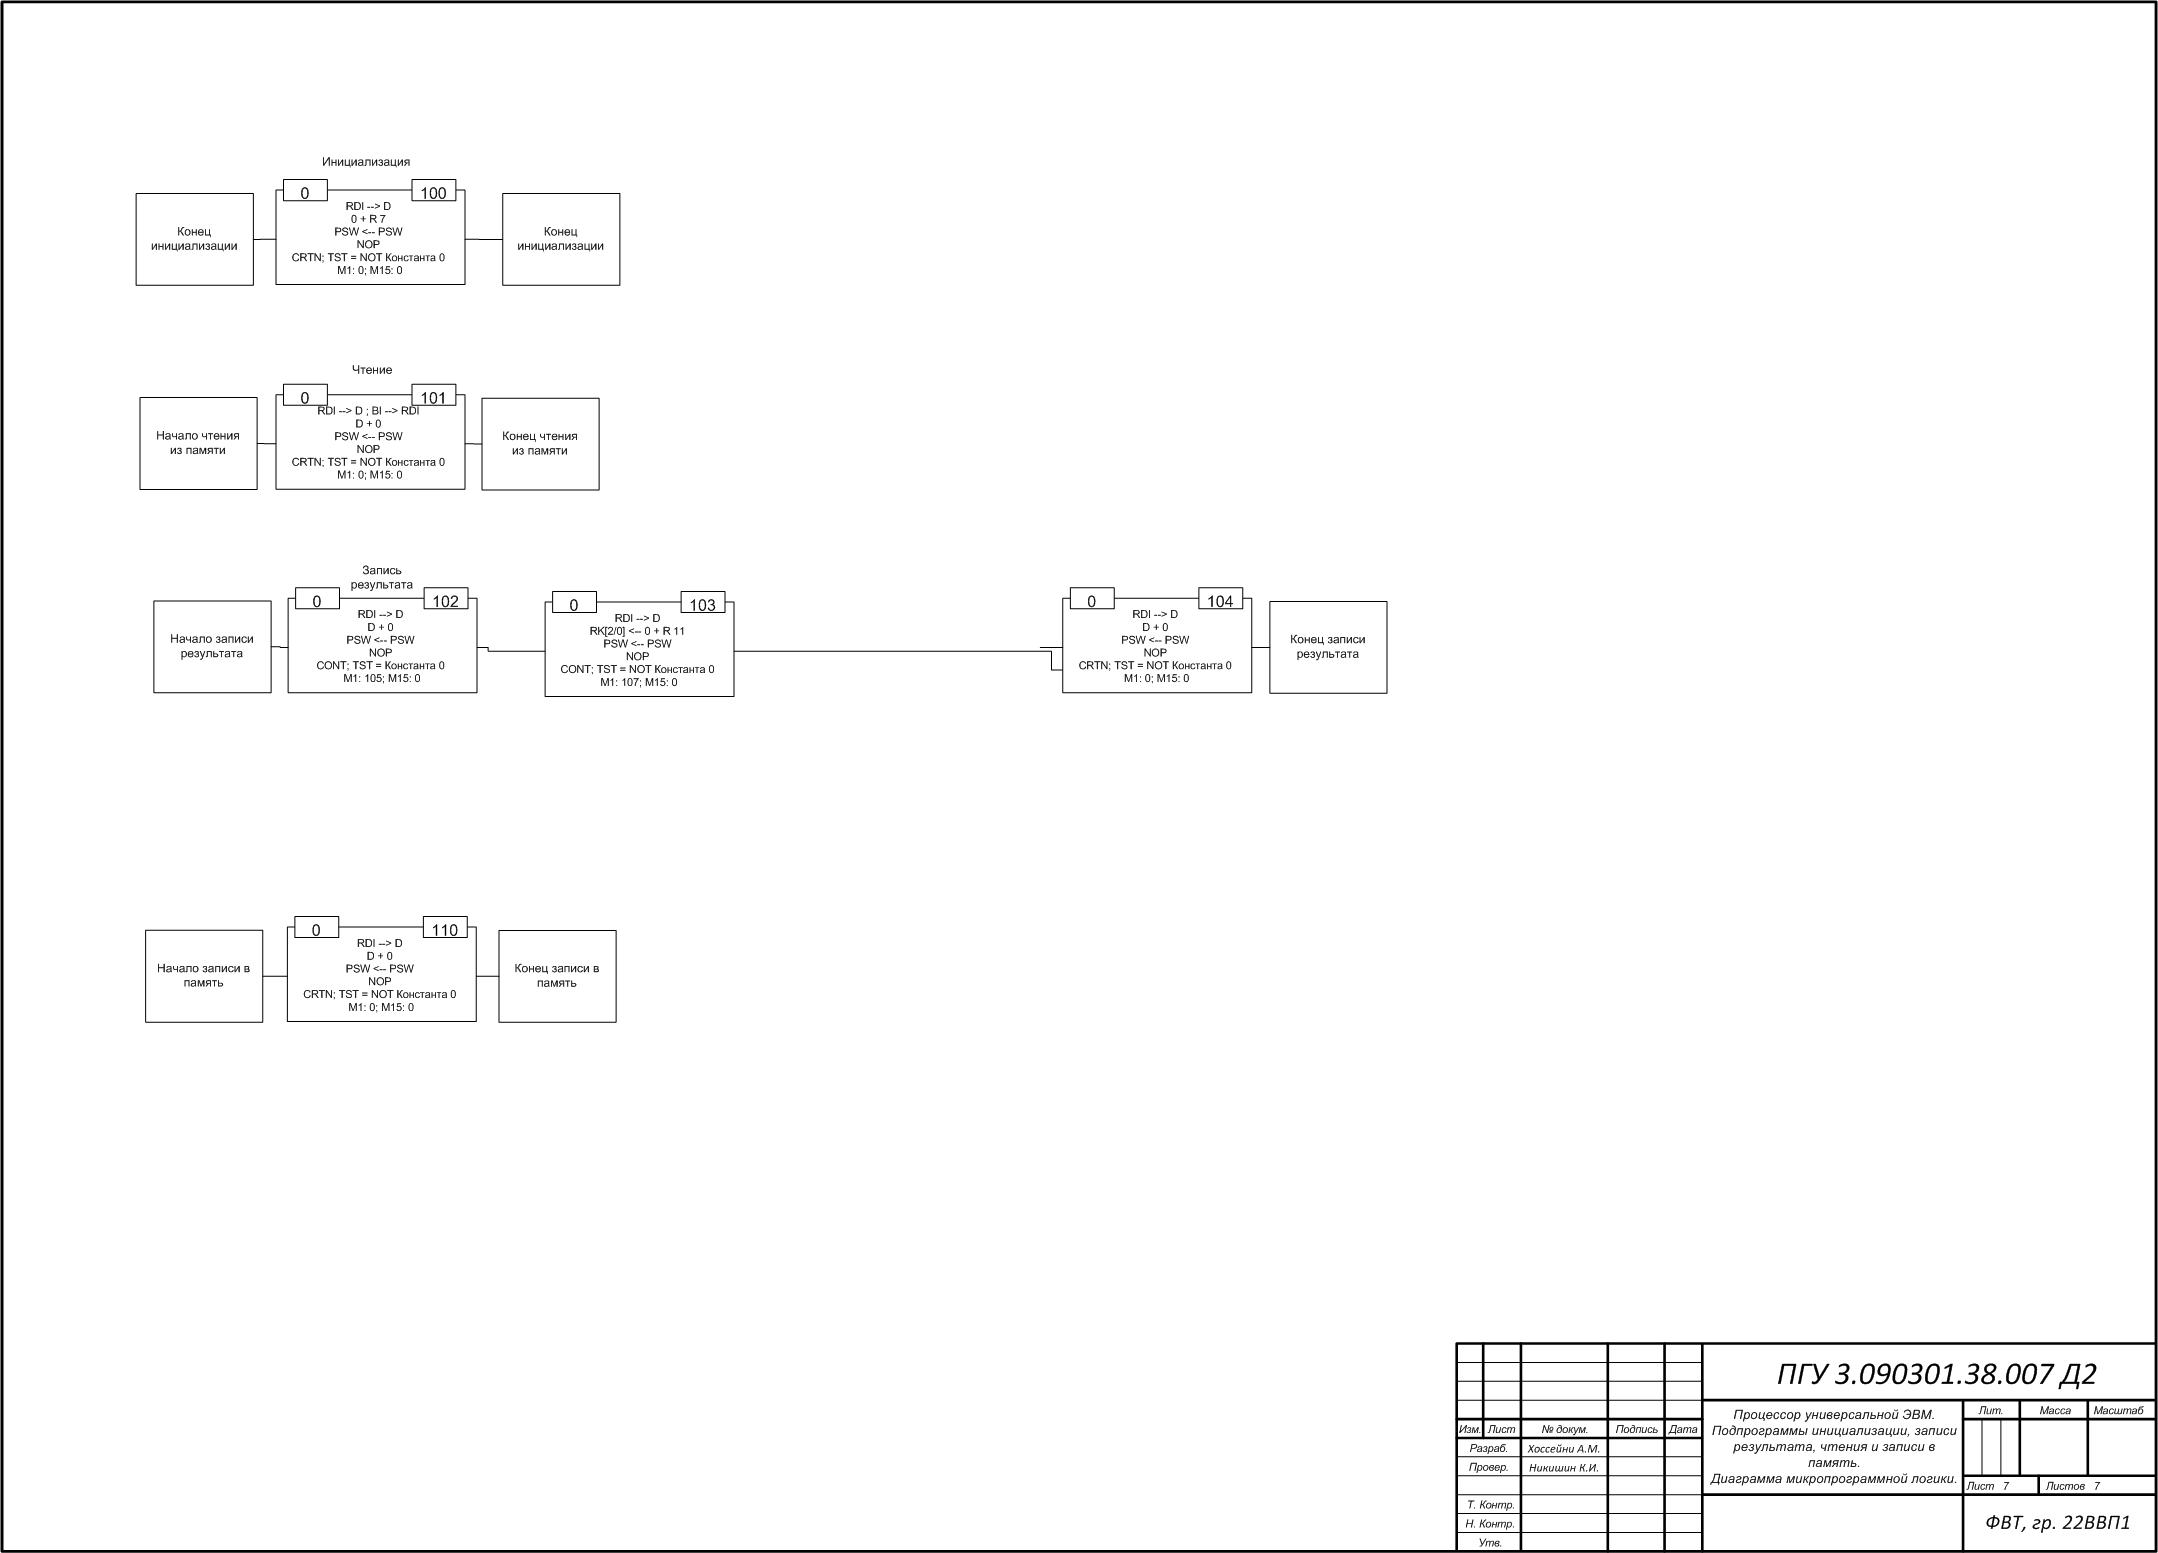 Инициализация
0
100
Конец
инициализации
RDI --> D
0 + R 7
PSW <-- PSW
NOP
CRTN; TST = NOT Константа 0
M1: 0; M15: 0
Конец
инициализации
Чтение
0
101
Начало чтения
из памяти
RDI --> D ; BI --> RDI
D + 0
PSW <-- PSW
NOP
CRTN; TST = NOT Константа 0
M1: 0; M15: 0
Конец чтения
из памяти
Запись
результата
Начало записи
результата
0
102
RDI --> D
D + 0
PSW <-- PSW
NOP
CONT; TST = Константа 0
M1: 105; M15: 0
0
103
RDI --> D
RK[2/0] <-- 0 + R 11
PSW <-- PSW
NOP
CONT; TST = NOT Константа 0
M1: 107; M15: 0
0
104
RDI --> D
D + 0
PSW <-- PSW
NOP
CRTN; TST = NOT Константа 0
M1: 0; M15: 0
Конец записи
результата
Начало записи в
память
0
110
RDI --> D
D + 0
PSW <-- PSW
NOP
CRTN; TST = NOT Константа 0
M1: 0; M15: 0
Конец записи в
память
ПГУ 3.090301.38.007 Д2
Изм. Лист № докум. Подпись Дата
Разраб. Хоссейни А.М.
Провер. Никишин К.И.
Т. Контр.
Н. Контр.
Утв.
Процессор универсальной ЭВМ.
Подпрограммы инициализации, записи
результата, чтения и записи в
память.
Диаграмма микропрограммной логики.
Лит. Масса Масштаб
Лист 7 Листов 7
ФВТ, гр. 22ВВП1